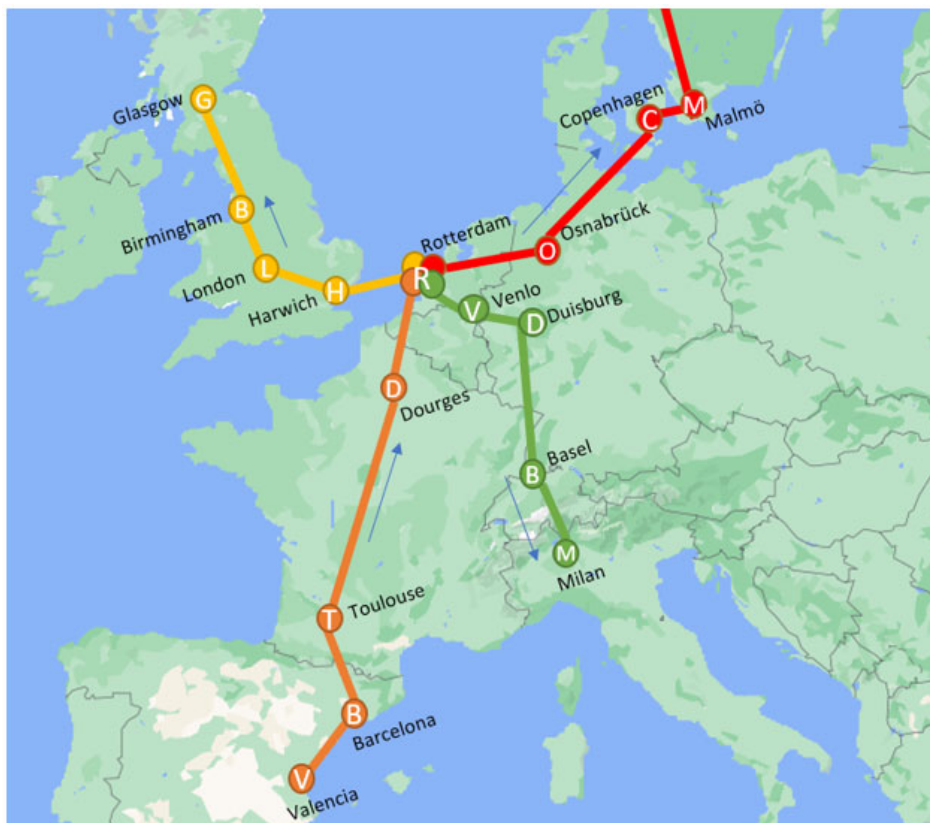 Copenhagen
C
M
Malmö
Glasgow
G
Birmingham
B
Rotterdam
O
Osnabrück
London
L
Harwich
H
R
V
Venlo
D
Duisburg
D
Dourges
B
Basel
M
Milan
T
Toulouse
B
Barcelona
V
Valencia